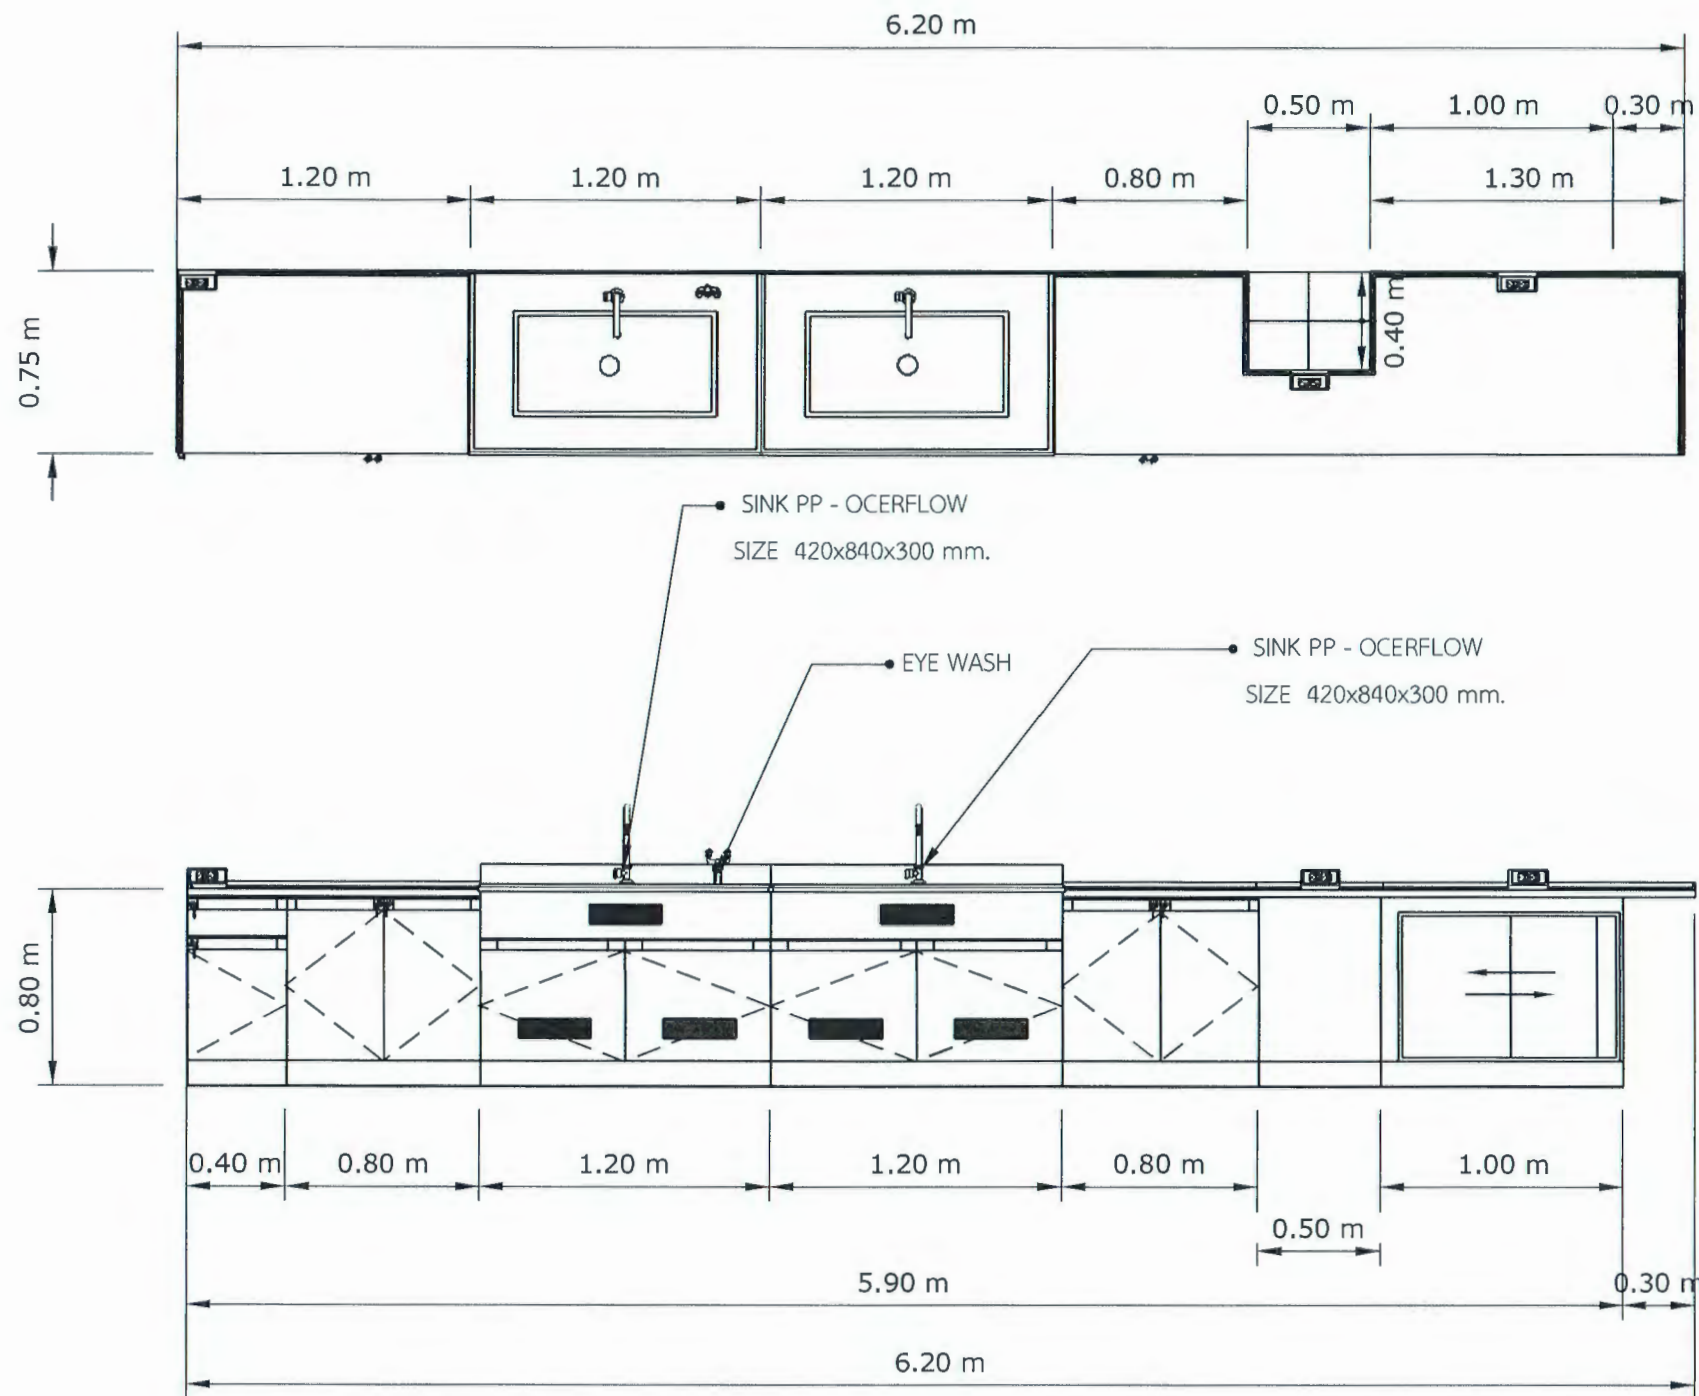 6.20 m
0.50 m 1.00 m 0.30 m
1.20 m 1.20 m 1.20 m 0.80 m 1.30 m
0.75 m
0.40 m
SINK PP - OCERFLOW
SIZE 420x840x300 mm.
EYE WASH
SINK PP - OCERFLOW
SIZE 420x840x300 mm.
0.80 m
0.40 m 0.80 m 1.20 m 1.20 m 0.80 m 1.00 m
0.50 m
5.90 m 0.30 m
6.20 m